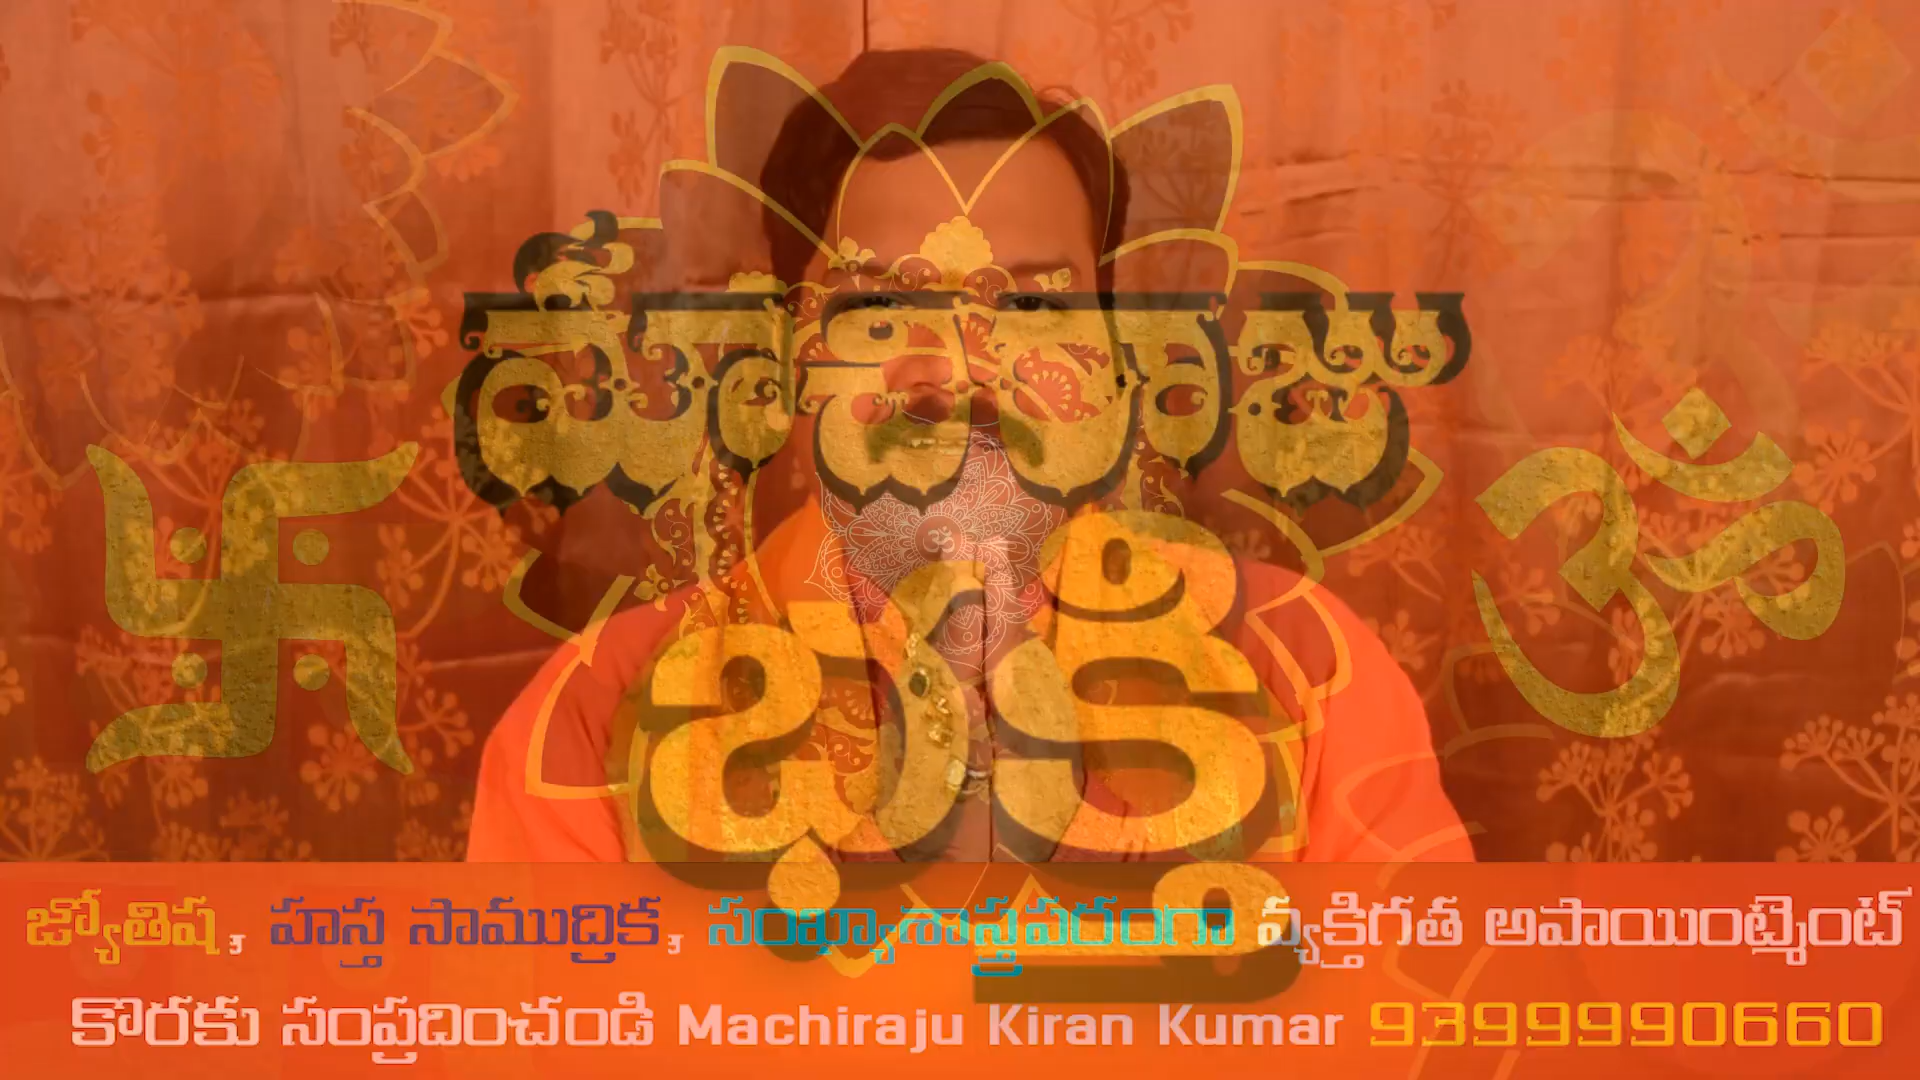 మాచిరాజు
భక్తి
జ్యోతిష, హస్త సాముద్రిక, సంఖ్యాశాస్త్రపరంగా వ్యక్తిగత అపాయింట్మెంట్
కొరకు సంప్రదించండి Machiraju Kiran Kumar 9399990660